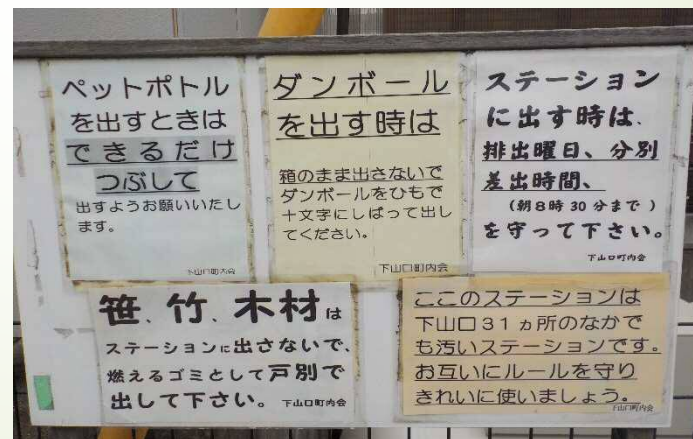 ペットポトル
を出すときは
できるだけ
つぶして
出すようお願いいたし
ます。
下山口町内会
ダンボール
を出す時は
箱のまま出さないで
ダンボールをひもで
十文字にしばって出し
てください。
下山口町内会
ステーション
に出す時は、
排出曜日、分別
差出時間、
(朝8時30分まで)
を守って下さい。
下山口町内会
笹、竹、木材は
ステーションに出さないで、
燃えるゴミとして戸別で
出して下さい。下山口町内会
ここのステーションは
下山口31ヵ所のなかで
も汚いステーションです。
お互いにルールを守り
きれいに使いましょう。
下山口町内会